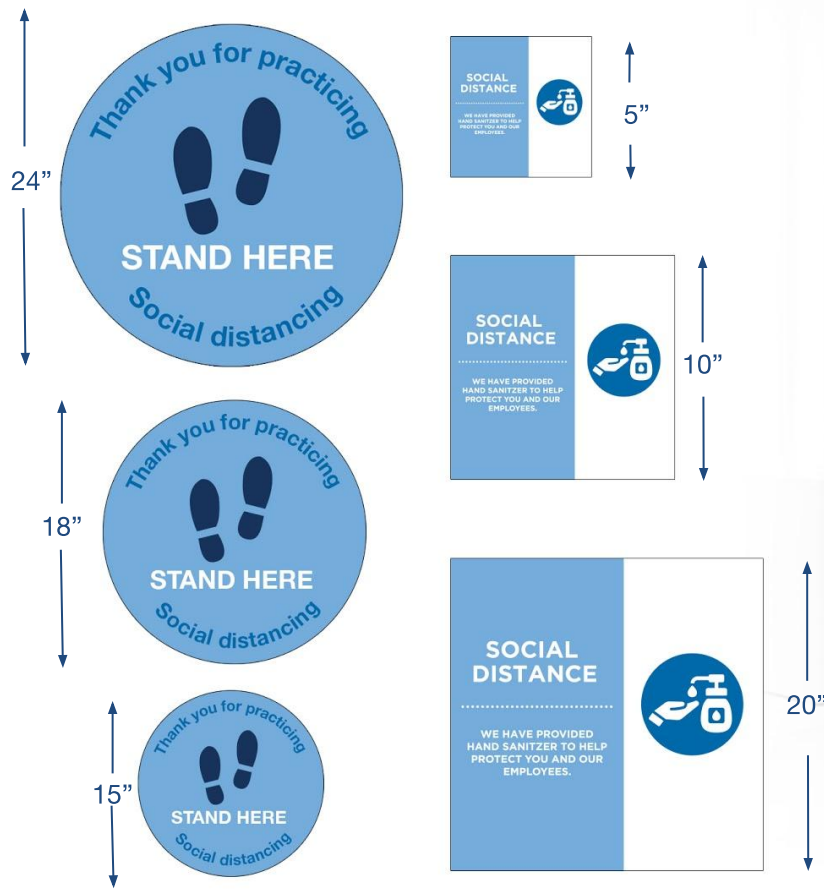 24”
Thank you for practicing
STAND HERE
Social distancing
18”
Thank you for practicing
STAND HERE
Social distancing
15”
Thank you for practicing
STAND HERE
Social distancing
SOCIAL
DISTANCE
WE HAVE PROVIDED
HAND SANITIZER TO HELP
PROTECT YOU AND OUR
EMPLOYEES.
5”
SOCIAL
DISTANCE
WE HAVE PROVIDED
HAND SANITIZER TO HELP
PROTECT YOU AND OUR
EMPLOYEES.
10”
SOCIAL
DISTANCE
WE HAVE PROVIDED
HAND SANITIZER TO HELP
PROTECT YOU AND OUR
EMPLOYEES.
20”